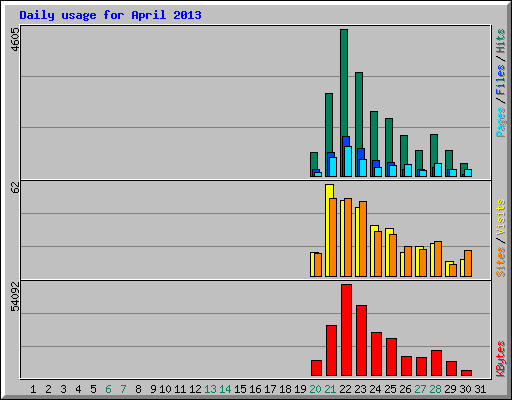 Daily usage for April 2013
4605
62
54092
Pages / Files / Hits
Sites / Visits
KBytes
1 2 3 4 5 6 7 8 9 10 11 12 13 14 15 16 17 18 19 20 21 22 23 24 25 26 27 28 29 30 31